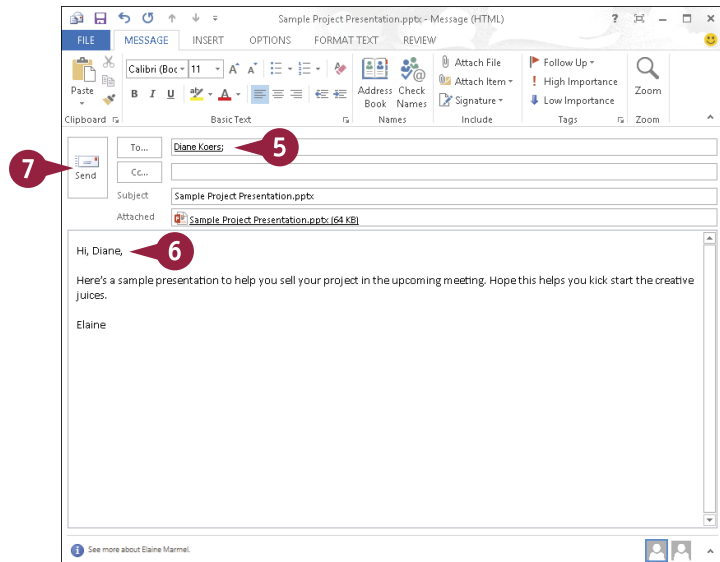 Sample Project Presentation.pptx - Message (HTML)
?
FILE MESSAGE INSERT OPTIONS FORMAT TEXT REVIEW
Paste
Clipboard
Calibri (Boc 11 A A
B I U ab A
Basic Text
Address Book
Check Names
Names
Attach File
Attach Item
Signature
Include
Follow Up
High Importance
Low Importance
Tags
Zoom
Zoom
7
Send
To... Diane Koers; 5
Cc...
Subject Sample Project Presentation.pptx
Attached Sample Project Presentation.pptx (64 KB)
Hi, Diane, 6
Here's a sample presentation to help you sell your project in the upcoming meeting. Hope this helps you kick start the creative
juices.
Elaine
See more about Elaine Marmel.